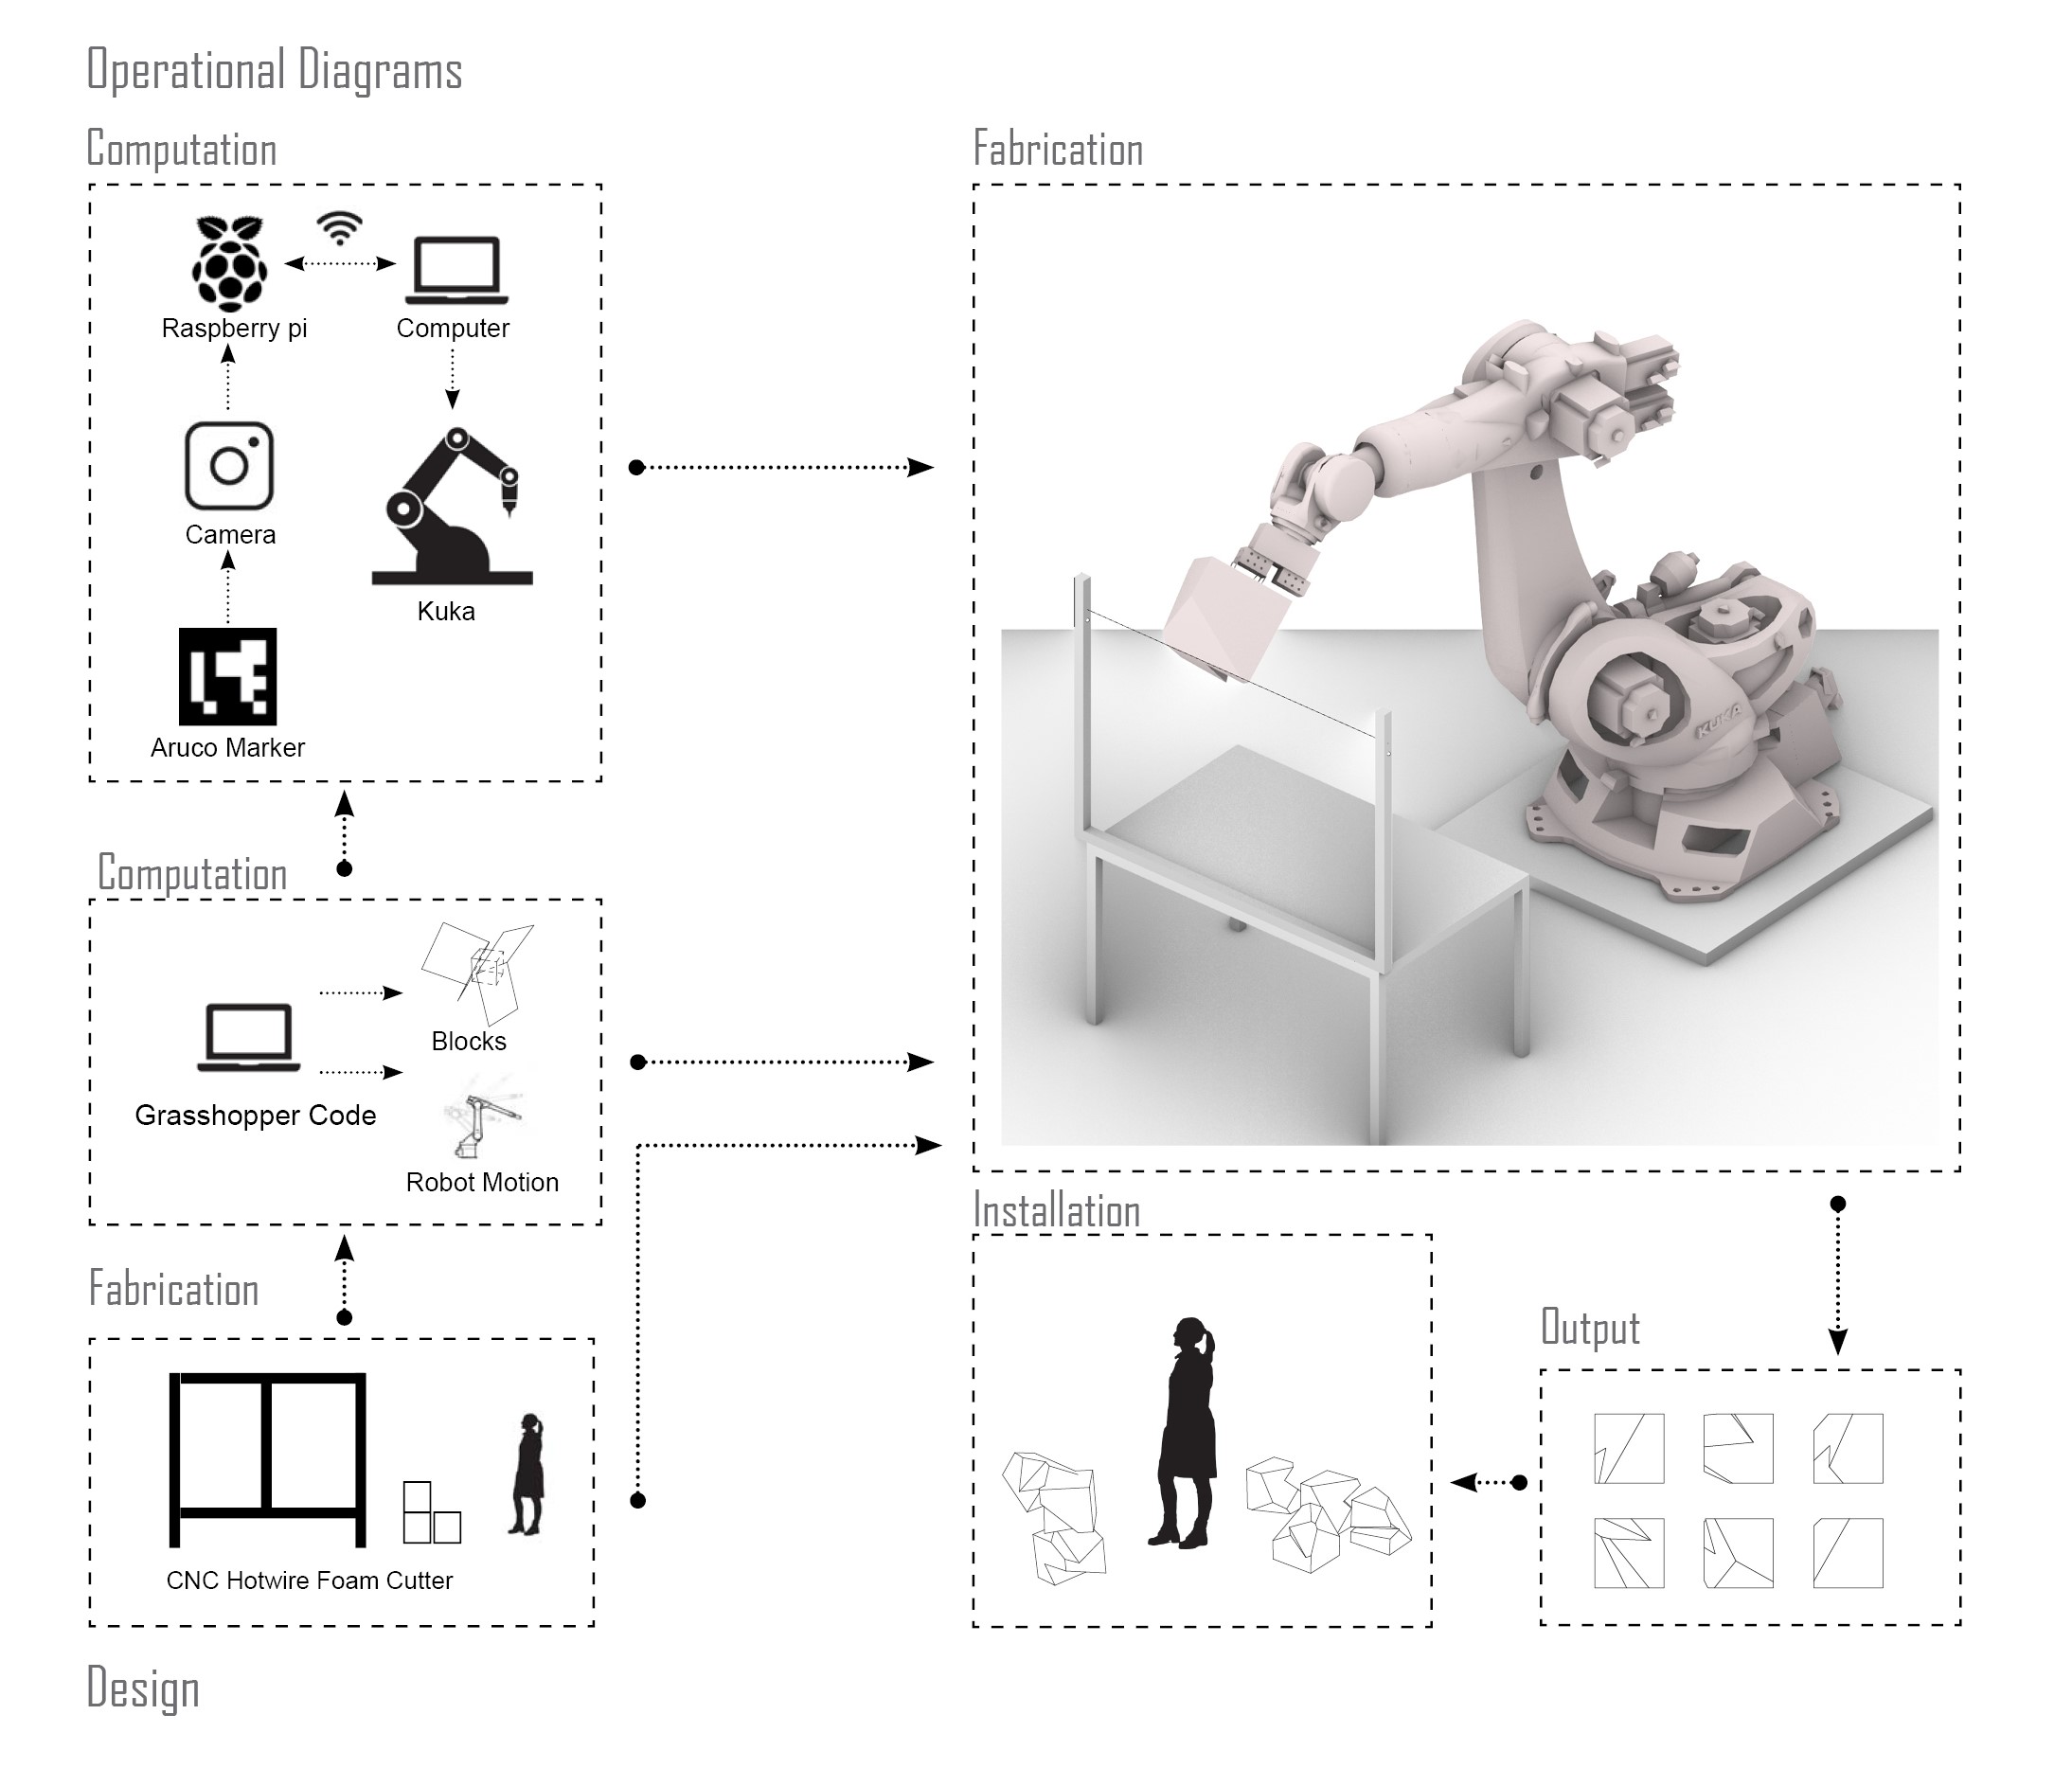 Operational Diagrams
Computation
Raspberry pi
Computer
Camera
Kuka
Aruco Marker
Computation
Blocks
Grasshopper Code
Robot Motion
Fabrication
CNC Hotwire Foam Cutter
Design
Fabrication
KUKA
Installation
Output